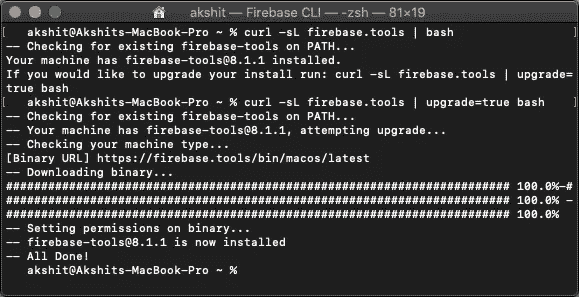 akshit — Firebase CLI — -zsh — 81×19
[   akshit@Akshits-MacBook-Pro ~ % curl -sL firebase.tools | bash   ]
-- Checking for existing firebase-tools on PATH...
Your machine has firebase-tools@8.1.1 installed.
If you would like to upgrade your install run: curl -sL firebase.tools | upgrade=
true bash
[   akshit@Akshits-MacBook-Pro ~ % curl -sL firebase.tools | upgrade=true bash   ]
-- Checking for existing firebase-tools on PATH...
-- Your machine has firebase-tools@8.1.1, attempting upgrade...
-- Checking your machine type...
[Binary URL] https://firebase.tools/bin/macos/latest
-- Downloading binary...
######################################################################## 100.0%-#
######################################################################## 100.0% -
######################################################################## 100.0%
-- Setting permissions on binary...
-- firebase-tools@8.1.1 is now installed
-- All Done!
akshit@Akshits-MacBook-Pro ~ %